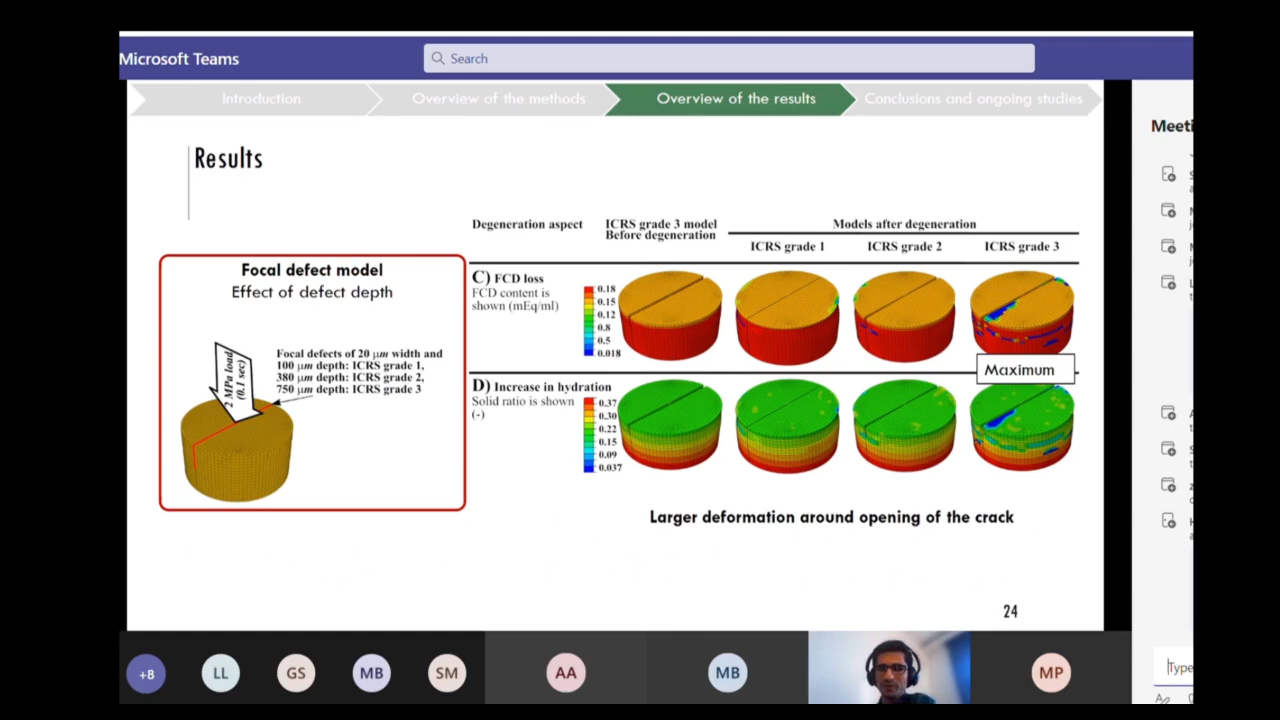 Microsoft Teams
Search
Introduction
Overview of the methods
Overview of the results
Conclusions and ongoing studies
Meeti
Results
Focal defect model
Effect of defect depth
2 MPa load
(0.1 sec)
Focal defects of 20 μm width and
100 μm depth: ICRS grade 1,
380 μm depth: ICRS grade 2,
750 μm depth: ICRS grade 3
Degeneration aspect
ICRS grade 3 model
Before degeneration
Models after degeneration
ICRS grade 1
ICRS grade 2
ICRS grade 3
C) FCD loss
FCD content is
shown (mEq/ml)
0.18
0.15
0.12
0.8
0.5
0.018
Maximum
D) Increase in hydration
Solid ratio is shown
(-)
0.37
0.30
0.22
0.15
0.09
0.037
Larger deformation around opening of the crack
24
+8
LL
GS
MB
SM
AA
MB
MP
Type